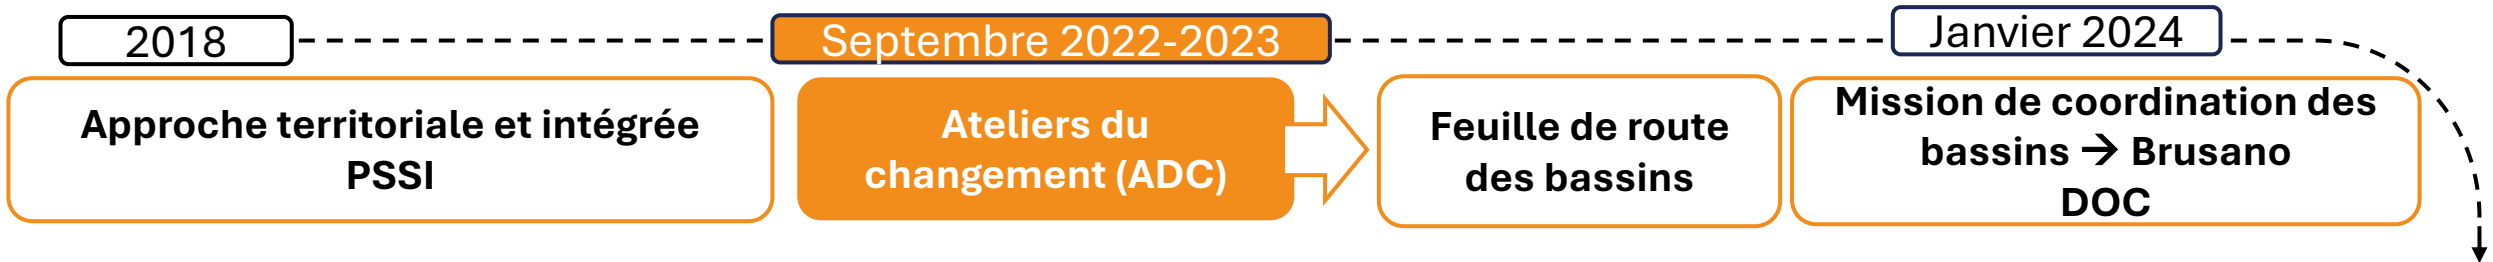 2018
Septembre 2022-2023
Janvier 2024
Approche territoriale et intégrée
PSSI
Ateliers du
changement (ADC)
Feuille de route
des bassins
Mission de coordination des
bassins → Brusano
DOC